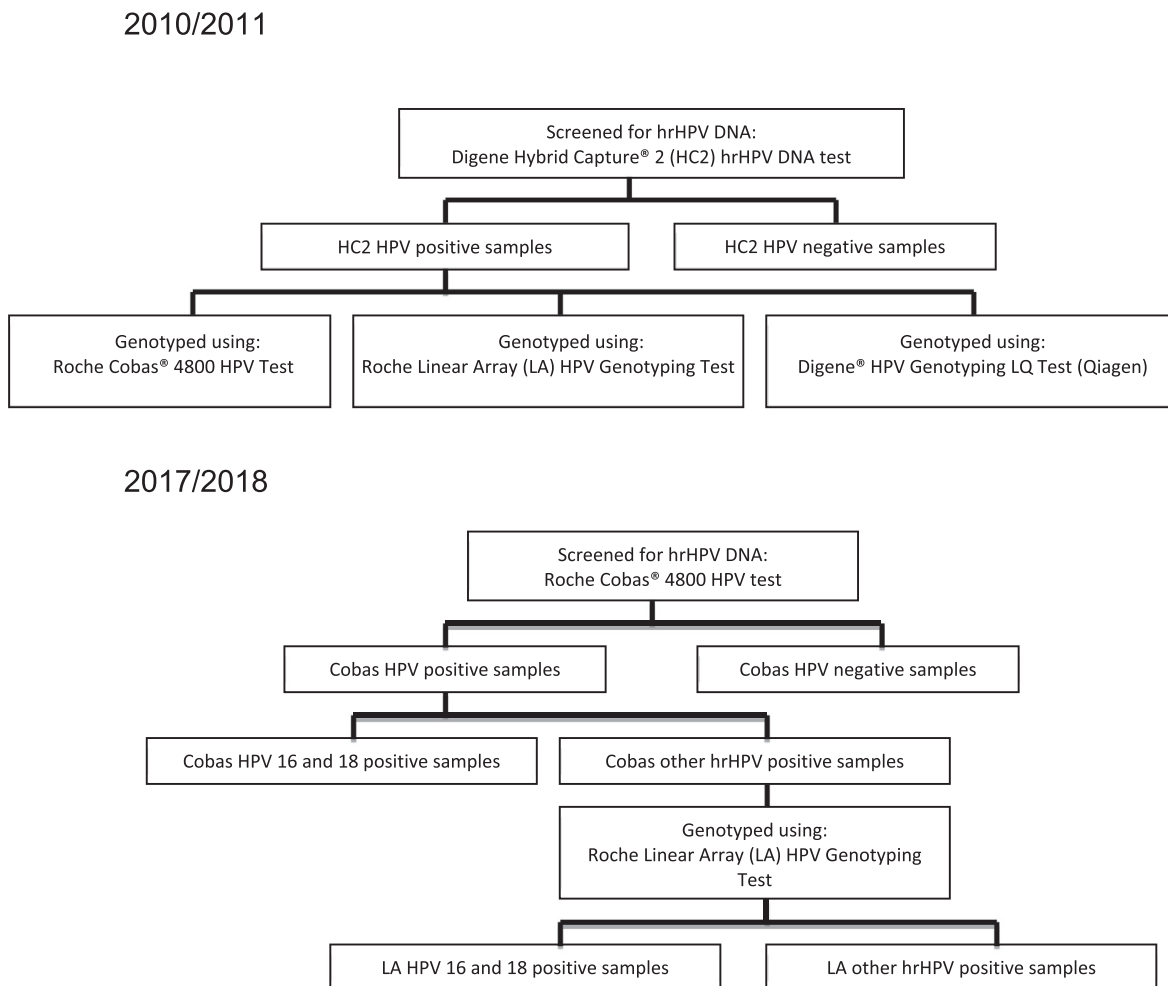 2010/2011
Screened for hrHPV DNA:
Digene Hybrid Capture® 2 (HC2) hrHPV DNA test
HC2 HPV positive samples
HC2 HPV negative samples
Genotyped using:
Roche Cobas® 4800 HPV Test
Genotyped using:
Roche Linear Array (LA) HPV Genotyping Test
Genotyped using:
Digene® HPV Genotyping LQ Test (Qiagen)
2017/2018
Screened for hrHPV DNA:
Roche Cobas® 4800 HPV test
Cobas HPV positive samples
Cobas HPV negative samples
Cobas HPV 16 and 18 positive samples
Cobas other hrHPV positive samples
Genotyped using:
Roche Linear Array (LA) HPV Genotyping
Test
LA HPV 16 and 18 positive samples
LA other hrHPV positive samples